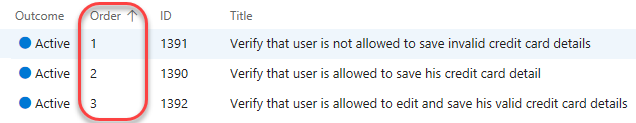 Outcome Order ↑ ID Title
Active 1 1391 Verify that user is not allowed to save invalid credit card details
Active 2 1390 Verify that user is allowed to save his credit card detail
Active 3 1392 Verify that user is allowed to edit and save his valid credit card details